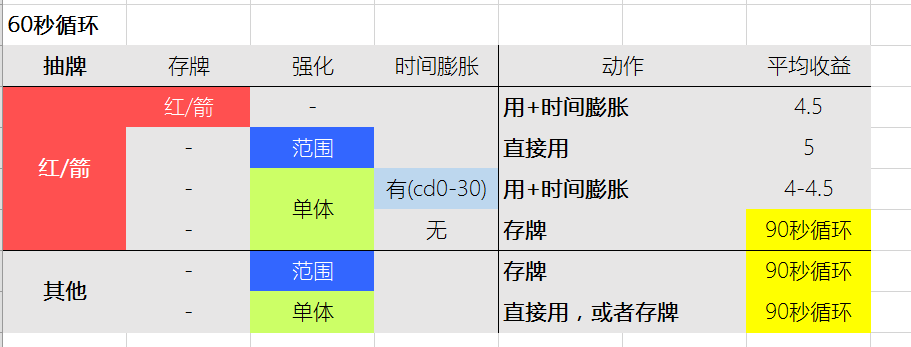 60秒循环
抽牌 存牌 强化 时间膨胀 动作 平均收益
红/箭 红/箭 - 用+时间膨胀 4.5
- 范围 直接用 5
- 单体 有(cd0-30) 用+时间膨胀 4-4.5
- 无 存牌 90秒循环
其他 - 范围 存牌 90秒循环
- 单体 直接用，或者存牌 90秒循环